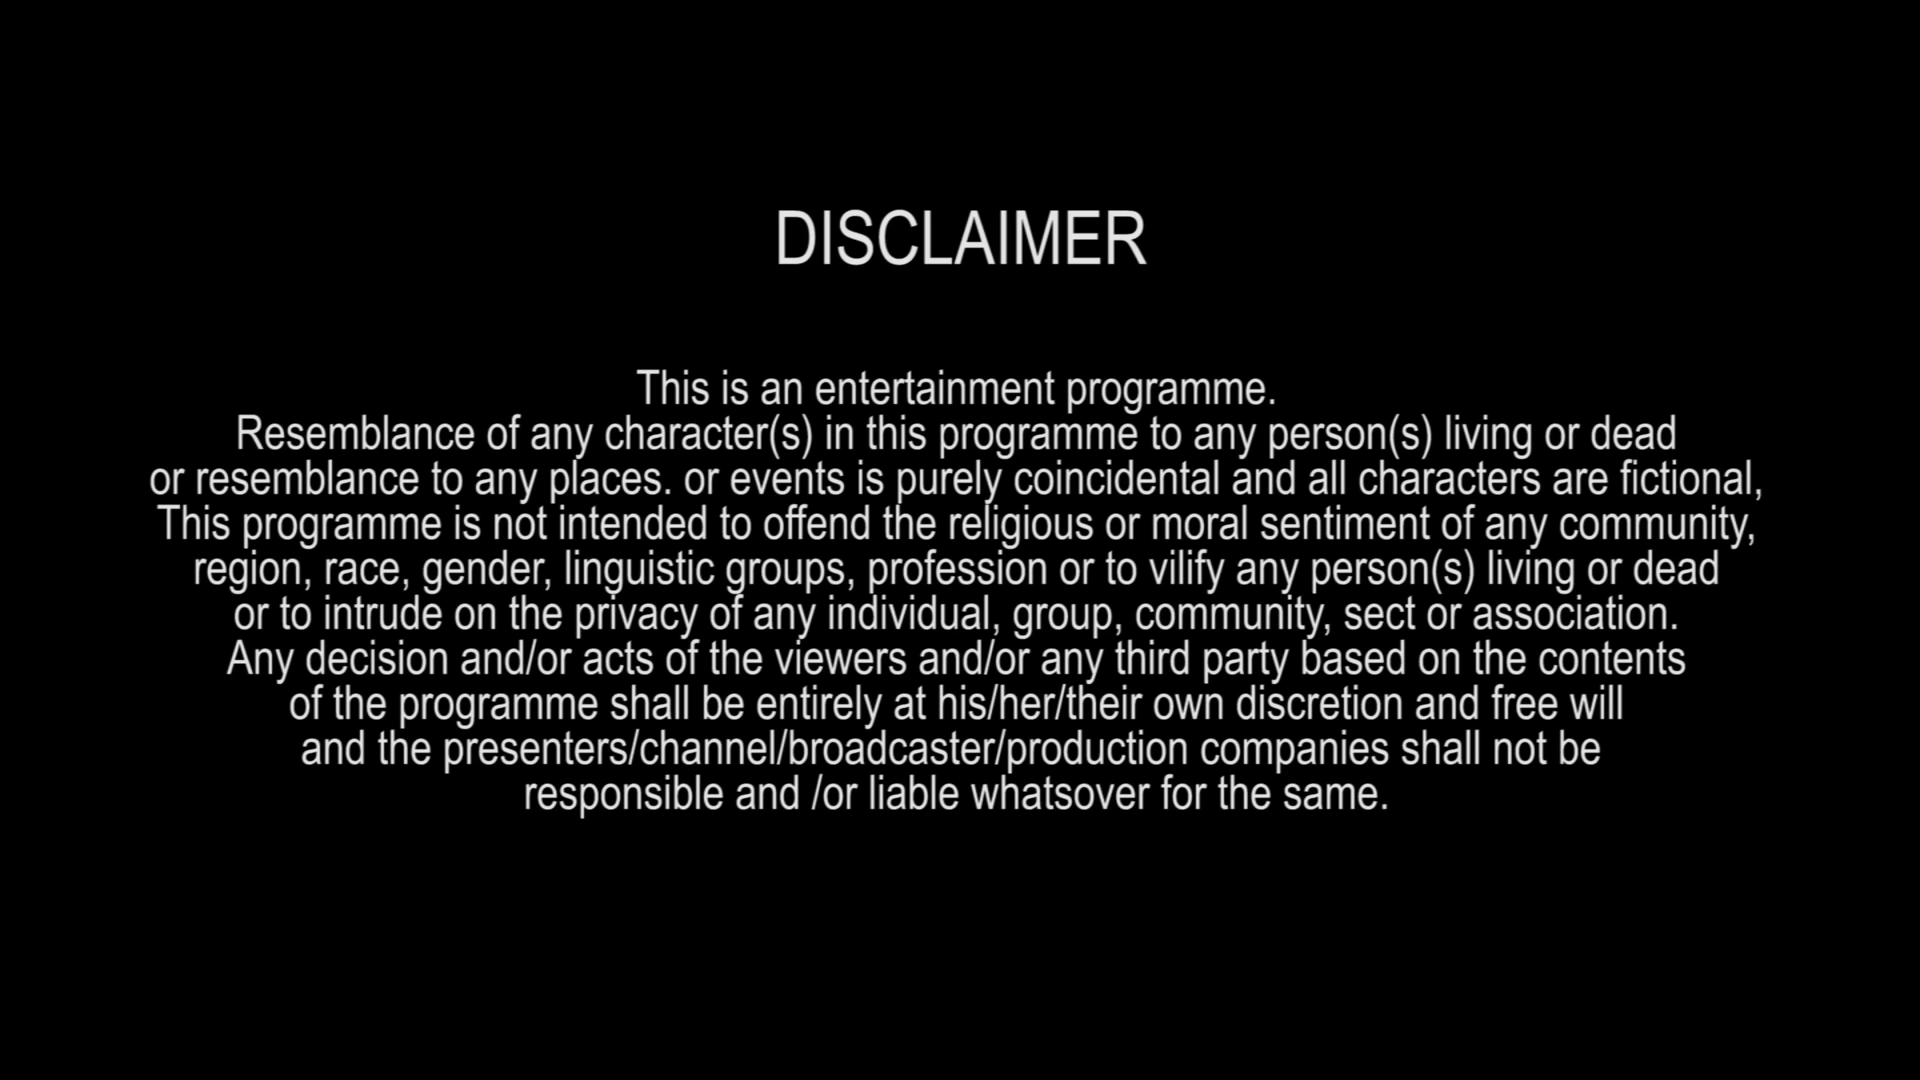 DISCLAIMER
This is an entertainment programme.
Resemblance of any character(s) in this programme to any person(s) living or dead
or resemblance to any places. or events is purely coincidental and all characters are fictional,
This programme is not intended to offend the religious or moral sentiment of any community,
region, race, gender, linguistic groups, profession or to vilify any person(s) living or dead
or to intrude on the privacy of any individual, group, community, sect or association.
Any decision and/or acts of the viewers and/or any third party based on the contents
of the programme shall be entirely at his/her/their own discretion and free will
and the presenters/channel/broadcaster/production companies shall not be
responsible and /or liable whatsover for the same.